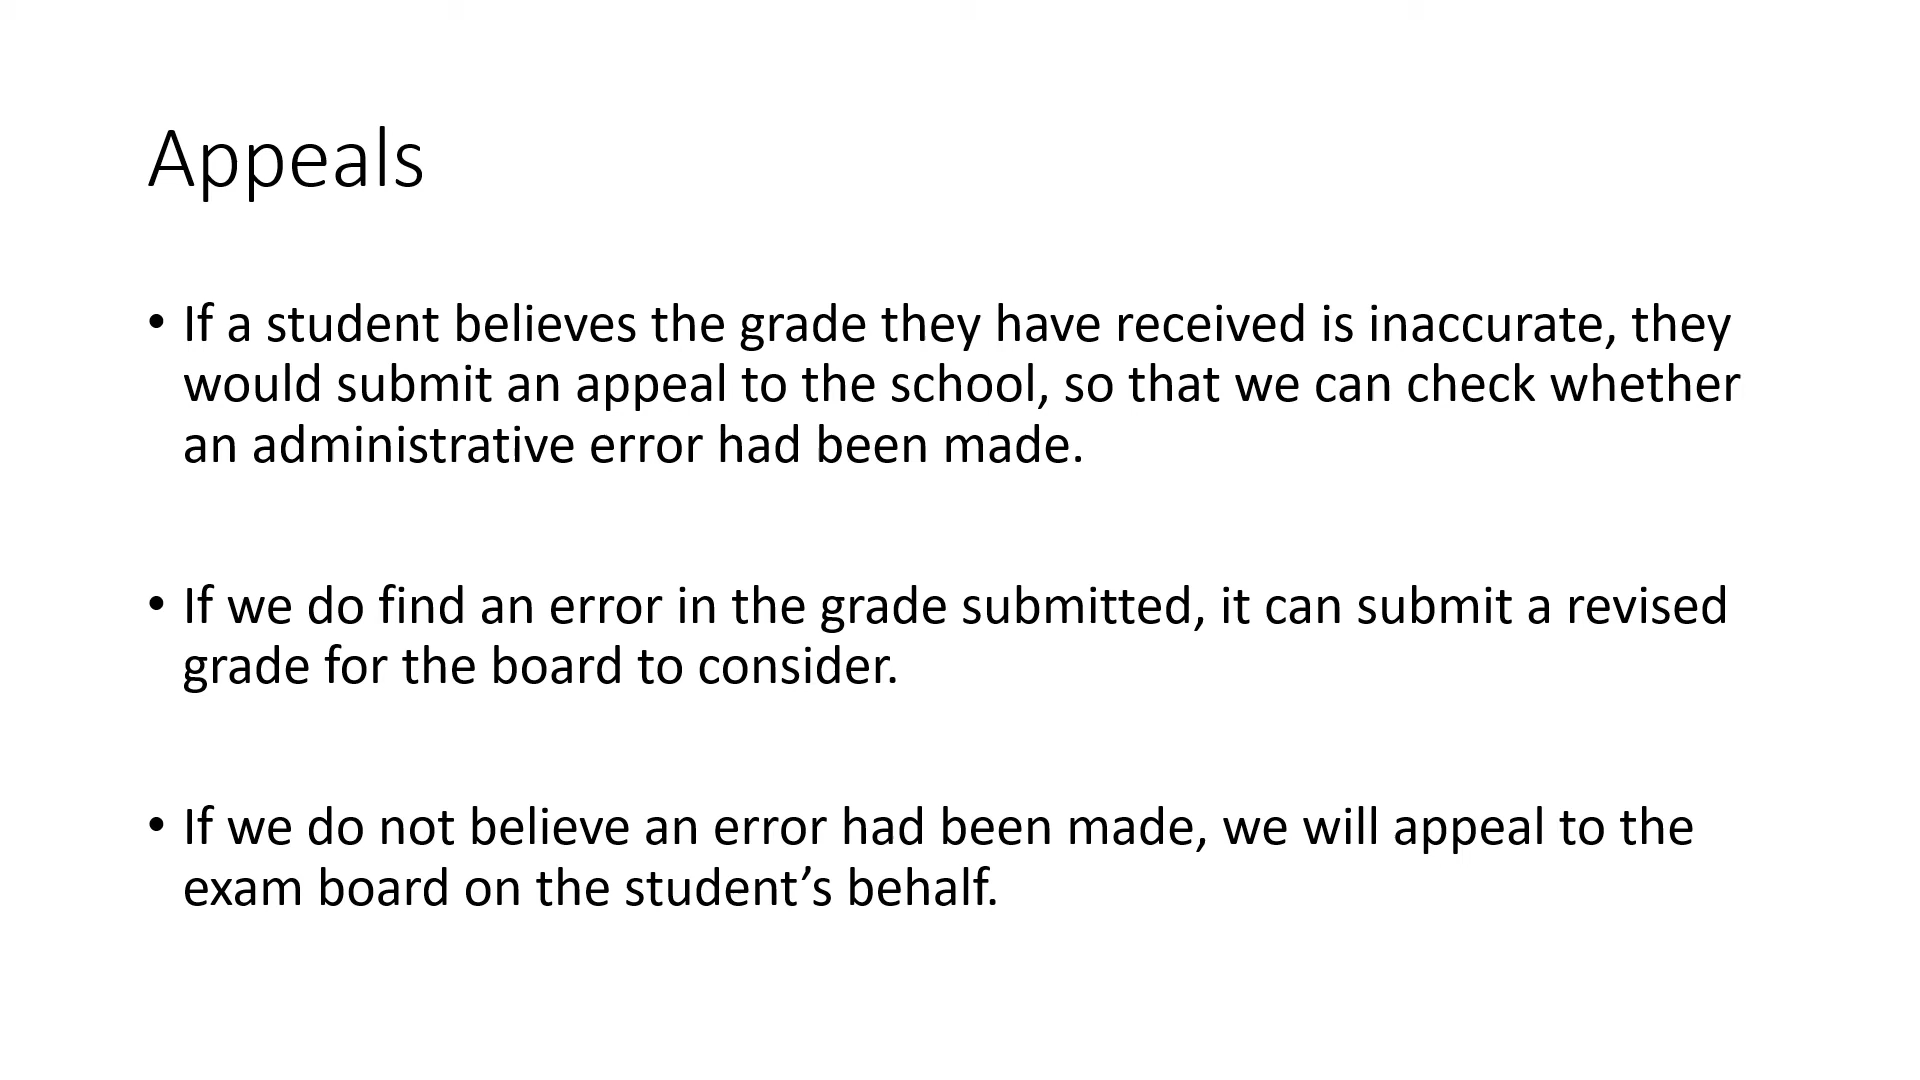 Appeals
• If a student believes the grade they have received is inaccurate, they
would submit an appeal to the school, so that we can check whether
an administrative error had been made.
• If we do find an error in the grade submitted, it can submit a revised
grade for the board to consider.
• If we do not believe an error had been made, we will appeal to the
exam board on the student’s behalf.